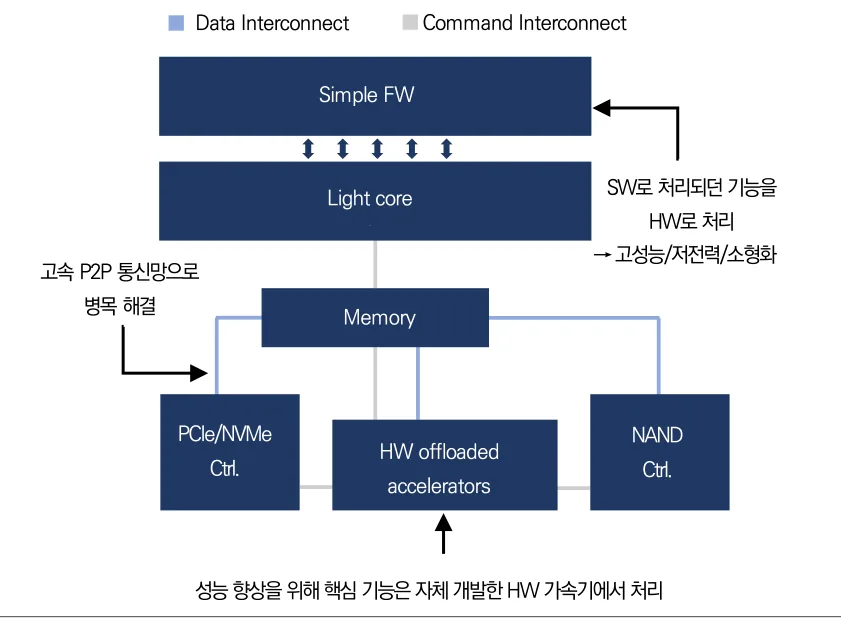 Data Interconnect
Command Interconnect
Simple FW
Light core
SW로 처리되던 기능을
HW로 처리
→ 고성능/저전력/소형화
고속 P2P 통신망으로
병목 해결
Memory
PCIe/NVMe
Ctrl.
HW offloaded
accelerators
NAND
Ctrl.
성능 향상을 위해 핵심 기능은 자체 개발한 HW 가속기에서 처리